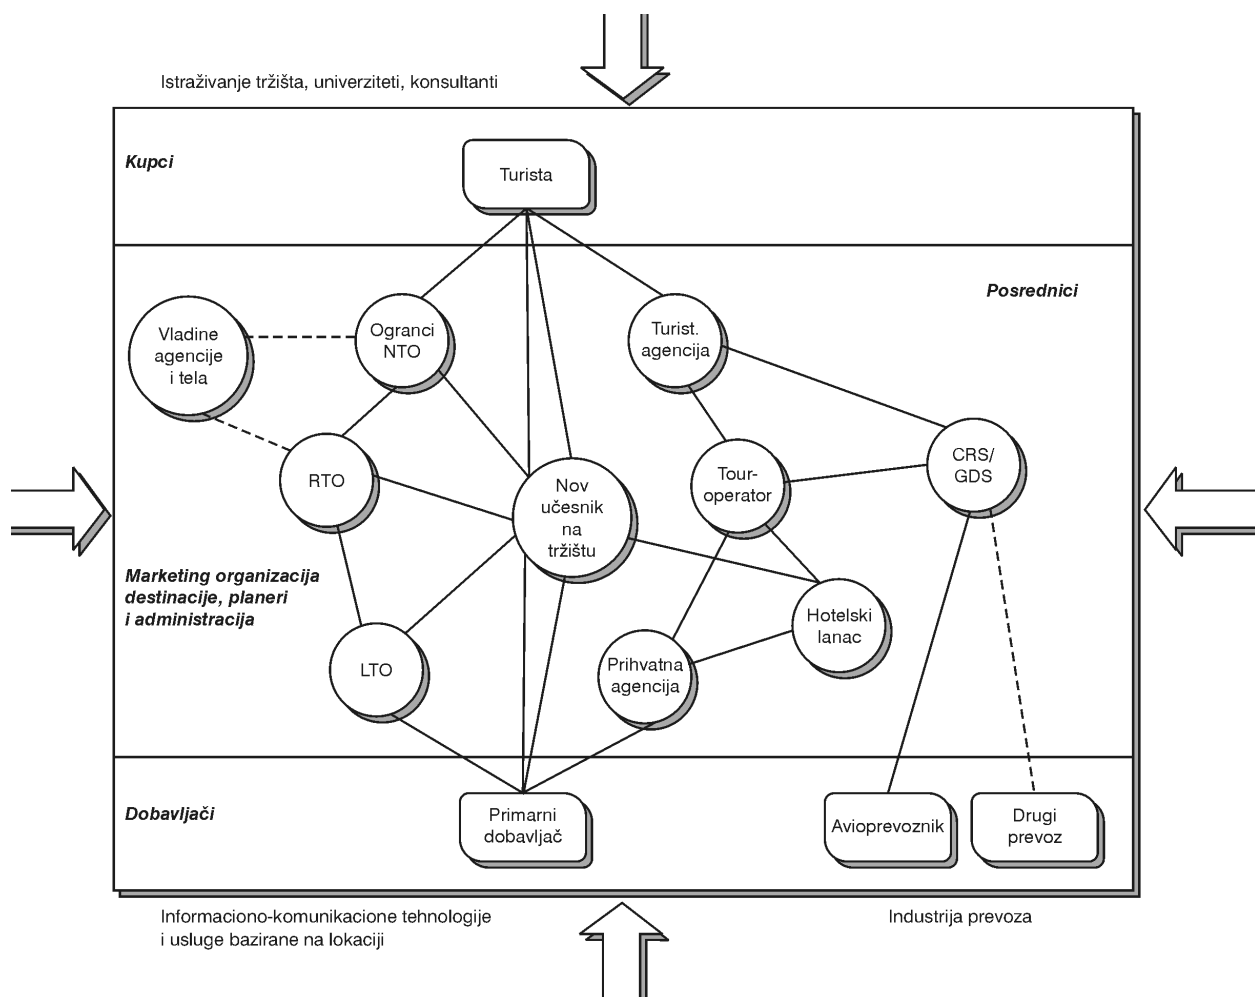 Istraživanje tržišta, univerziteti, konsultanti
Kupci
Turista
Posrednici
Vladine
agencije
i tela
Ogranci
NTO
Turist.
agencija
RTO
Nov
učesnik
na
tržištu
Tour-
operator
CRS/
GDS
Marketing organizacija
destinacije, planeri
i administracija
LTO
Prihvatna
agencija
Hotelski
lanac
Dobavljači
Primarni
dobavljač
Avioprevoznik
Drugi
prevoz
Informaciono-komunikacione tehnologije
i usluge bazirane na lokaciji
Industrija prevoza